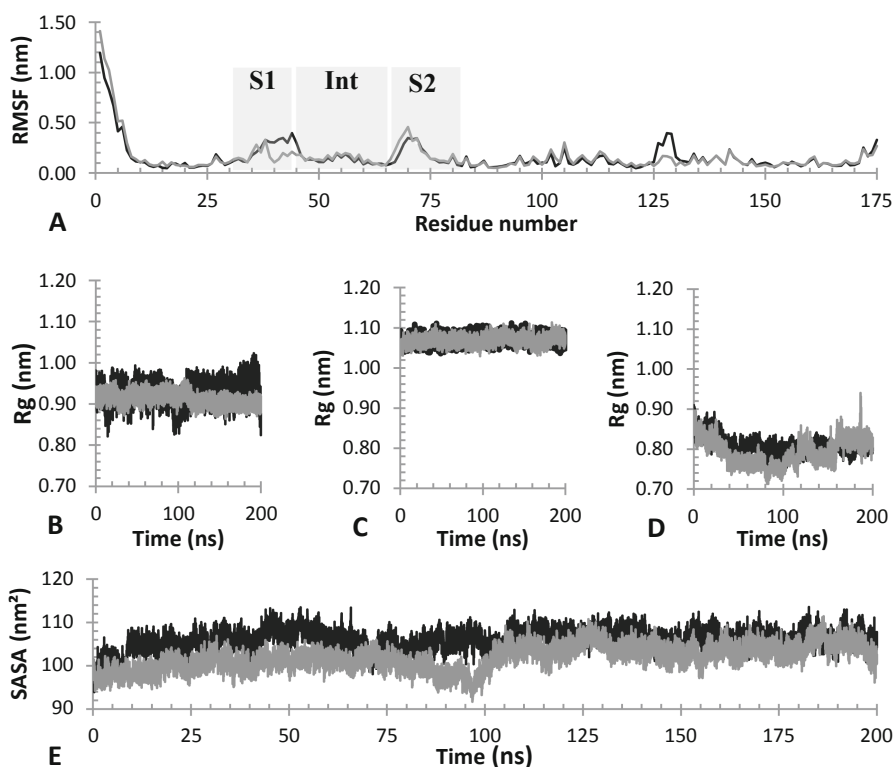 1.50
1.00
0.50
0.00
RMSF (nm)
S1 Int S2
0 25 50 75 100 125 150 175
A Residue number
1.20
1.10
1.00
0.90
0.80
0.70
Rg (nm)
0 100 200
B Time (ns)
1.20
1.10
1.00
0.90
0.80
0.70
Rg (nm)
0 100 200
C Time (ns)
1.20
1.10
1.00
0.90
0.80
0.70
Rg (nm)
0 100 200
D Time (ns)
120
110
100
90
SASA (nm²)
0 25 50 75 100 125 150 175 200
E Time (ns)